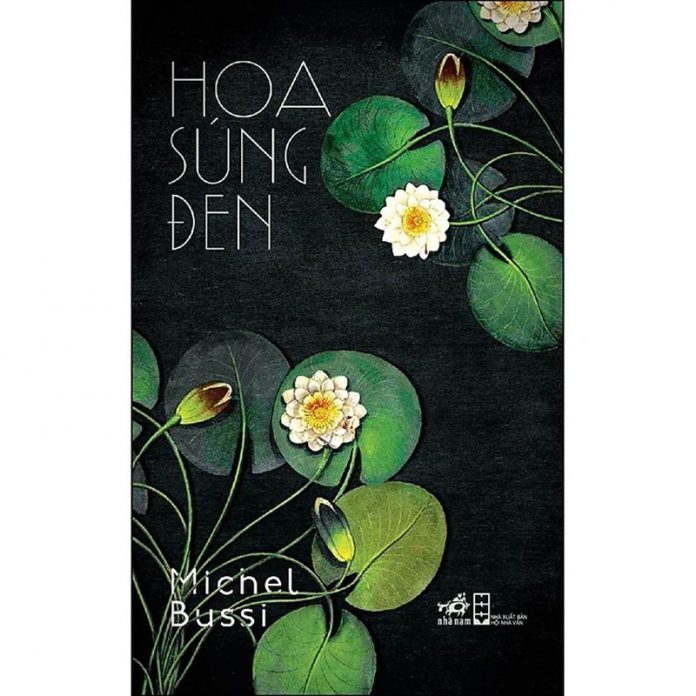 HOA
SÚNG
ĐEN
Michel
Bussi
nhã nam
NHÀ XUẤT BẢN
HỘI NHÀ VĂN